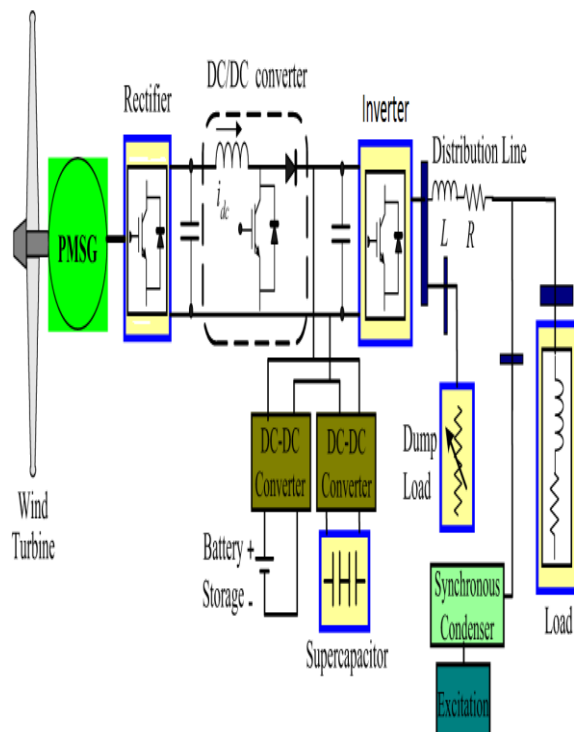 DC/DC converter
Rectifier
Inverter
Distribution Line
i dc
L
R
PMSG
DC-DC
Converter
DC-DC
Converter
Dump
Load
Wind
Turbine
Battery +
Storage -
Supercapacitor
Synchronous
Condenser
Load
Excitation